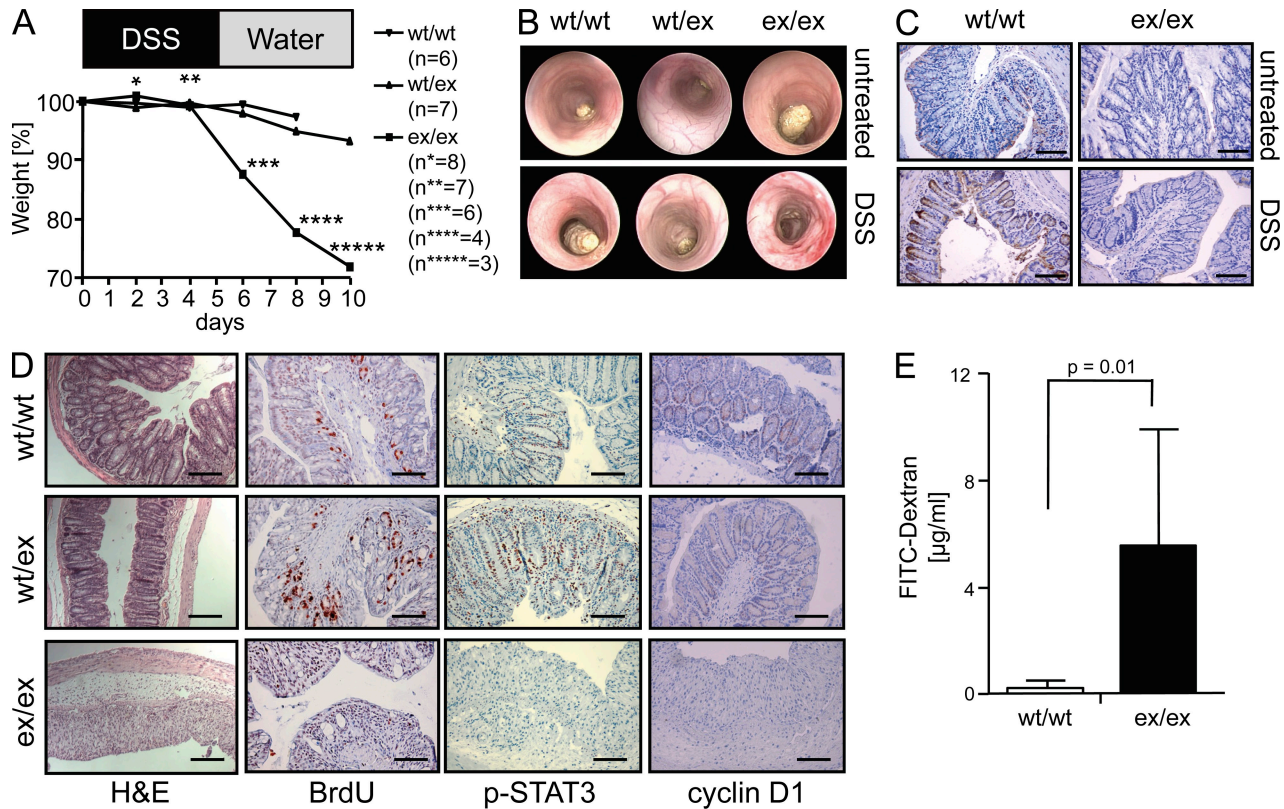 A
DSS Water
* **
100
90
80
70
Weight [%]
***
****
*****
0 1 2 3 4 5 6 7 8 9 10
days
wt/wt
(n=6)
wt/ex
(n=7)
ex/ex
(n*=8)
(n**=7)
(n***=6)
(n****=4)
(n*****=3)
B
wt/wt wt/ex ex/ex
untreated
DSS
C
wt/wt ex/ex
untreated
DSS
D
wt/wt
wt/ex
ex/ex
H&E BrdU p-STAT3 cyclin D1
E
p = 0.01
12
8
4
0
FITC-Dextran
[µg/ml]
wt/wt ex/ex